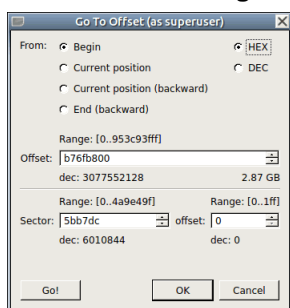 Go To Offset (as superuser)
From: Begin HEX
Current position DEC
Current position (backward)
End (backward)
Range: [0..953c93fff]
Offset: b76fb800
dec: 3077552128 2.87 GB
Range: [0..4a9e49f] Range: [0..1ff]
Sector: 5bb7dc offset: 0
dec: 6010844 dec: 0
Go! OK Cancel